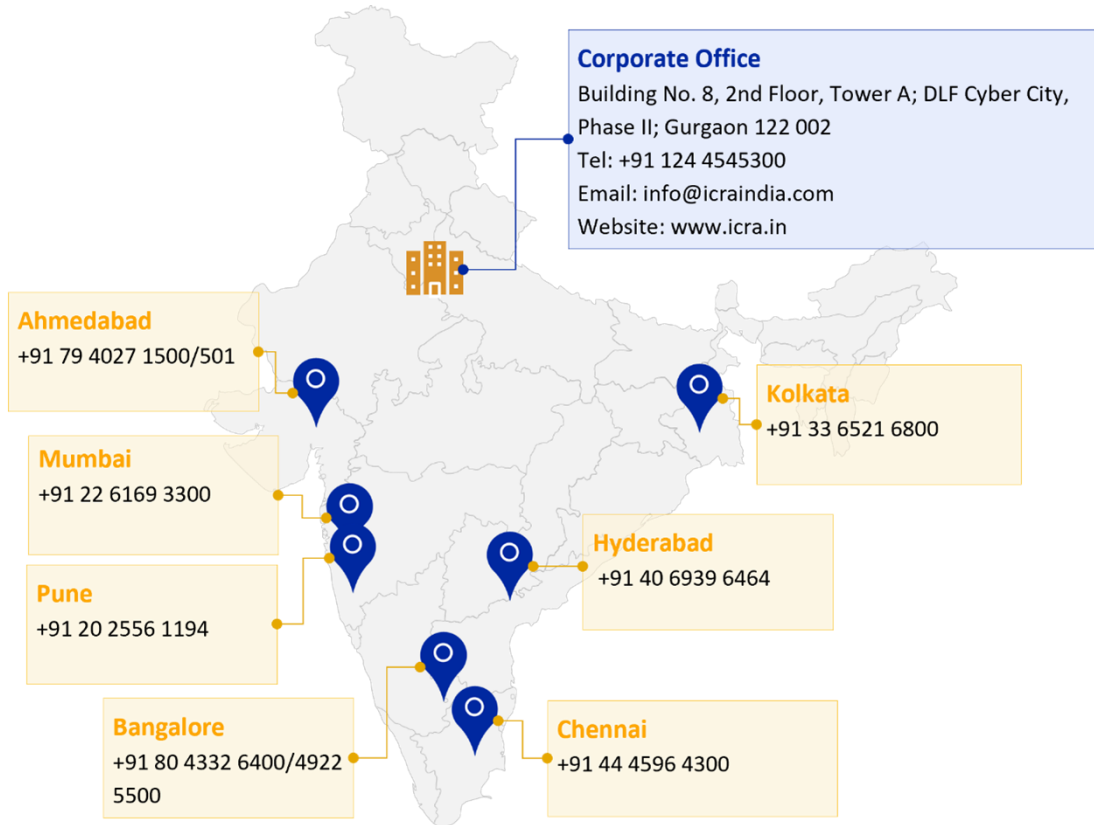 Corporate Office
Building No. 8, 2nd Floor, Tower A; DLF Cyber City,
Phase II; Gurgaon 122 002
Tel: +91 124 4545300
Email: info@icraindia.com
Website: www.icra.in
Ahmedabad
+91 79 4027 1500/501
Kolkata
+91 33 6521 6800
Mumbai
+91 22 6169 3300
Hyderabad
+91 40 6939 6464
Pune
+91 20 2556 1194
Bangalore
+91 80 4332 6400/4922
5500
Chennai
+91 44 4596 4300